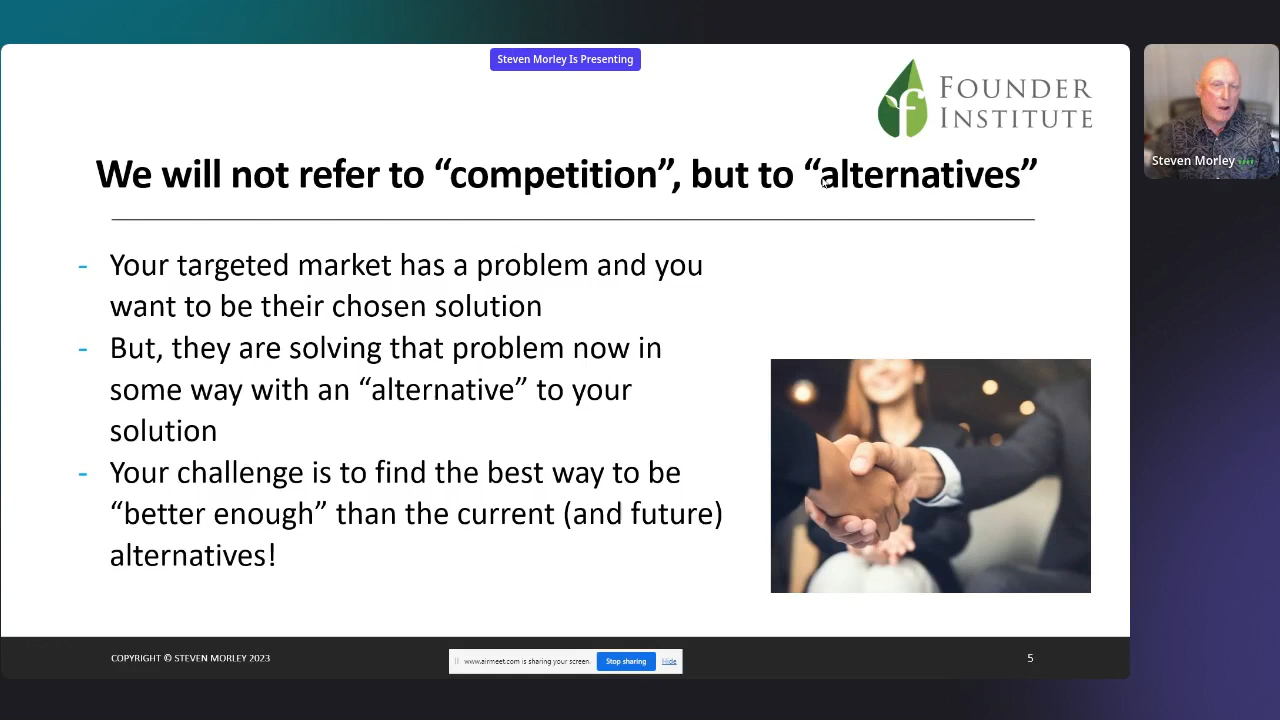 Steven Morley Is Presenting
FOUNDER
INSTITUTE
Steven Morley
We will not refer to “competition”, but to “alternatives”
- Your targeted market has a problem and you
want to be their chosen solution
- But, they are solving that problem now in
some way with an “alternative” to your
solution
- Your challenge is to find the best way to be
“better enough” than the current (and future)
alternatives!
COPYRIGHT © STEVEN MORLEY 2023
www.airmeet.com is sharing your screen.
Stop sharing
Hide
5